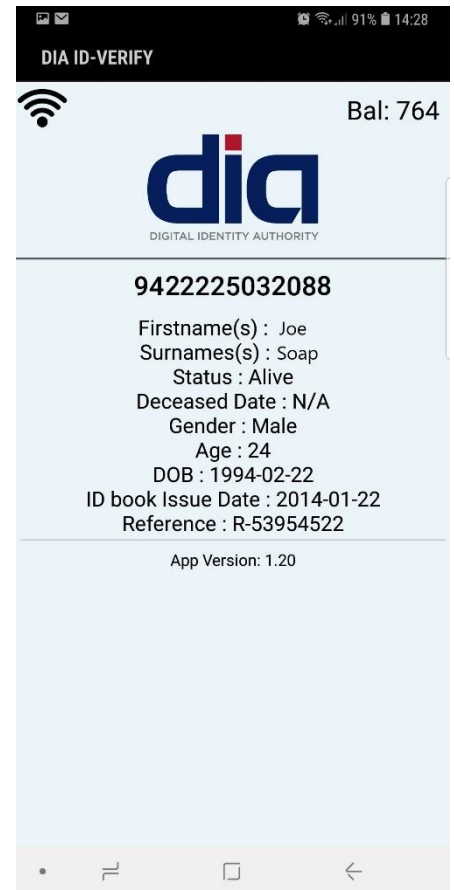 91% 14:28
DIA ID-VERIFY
Bal: 764
dia
DIGITAL IDENTITY AUTHORITY
9422225032088
Firstname(s) : Joe
Surnames(s) : Soap
Status : Alive
Deceased Date : N/A
Gender : Male
Age : 24
DOB : 1994-02-22
ID book Issue Date : 2014-01-22
Reference : R-53954522
App Version: 1.20